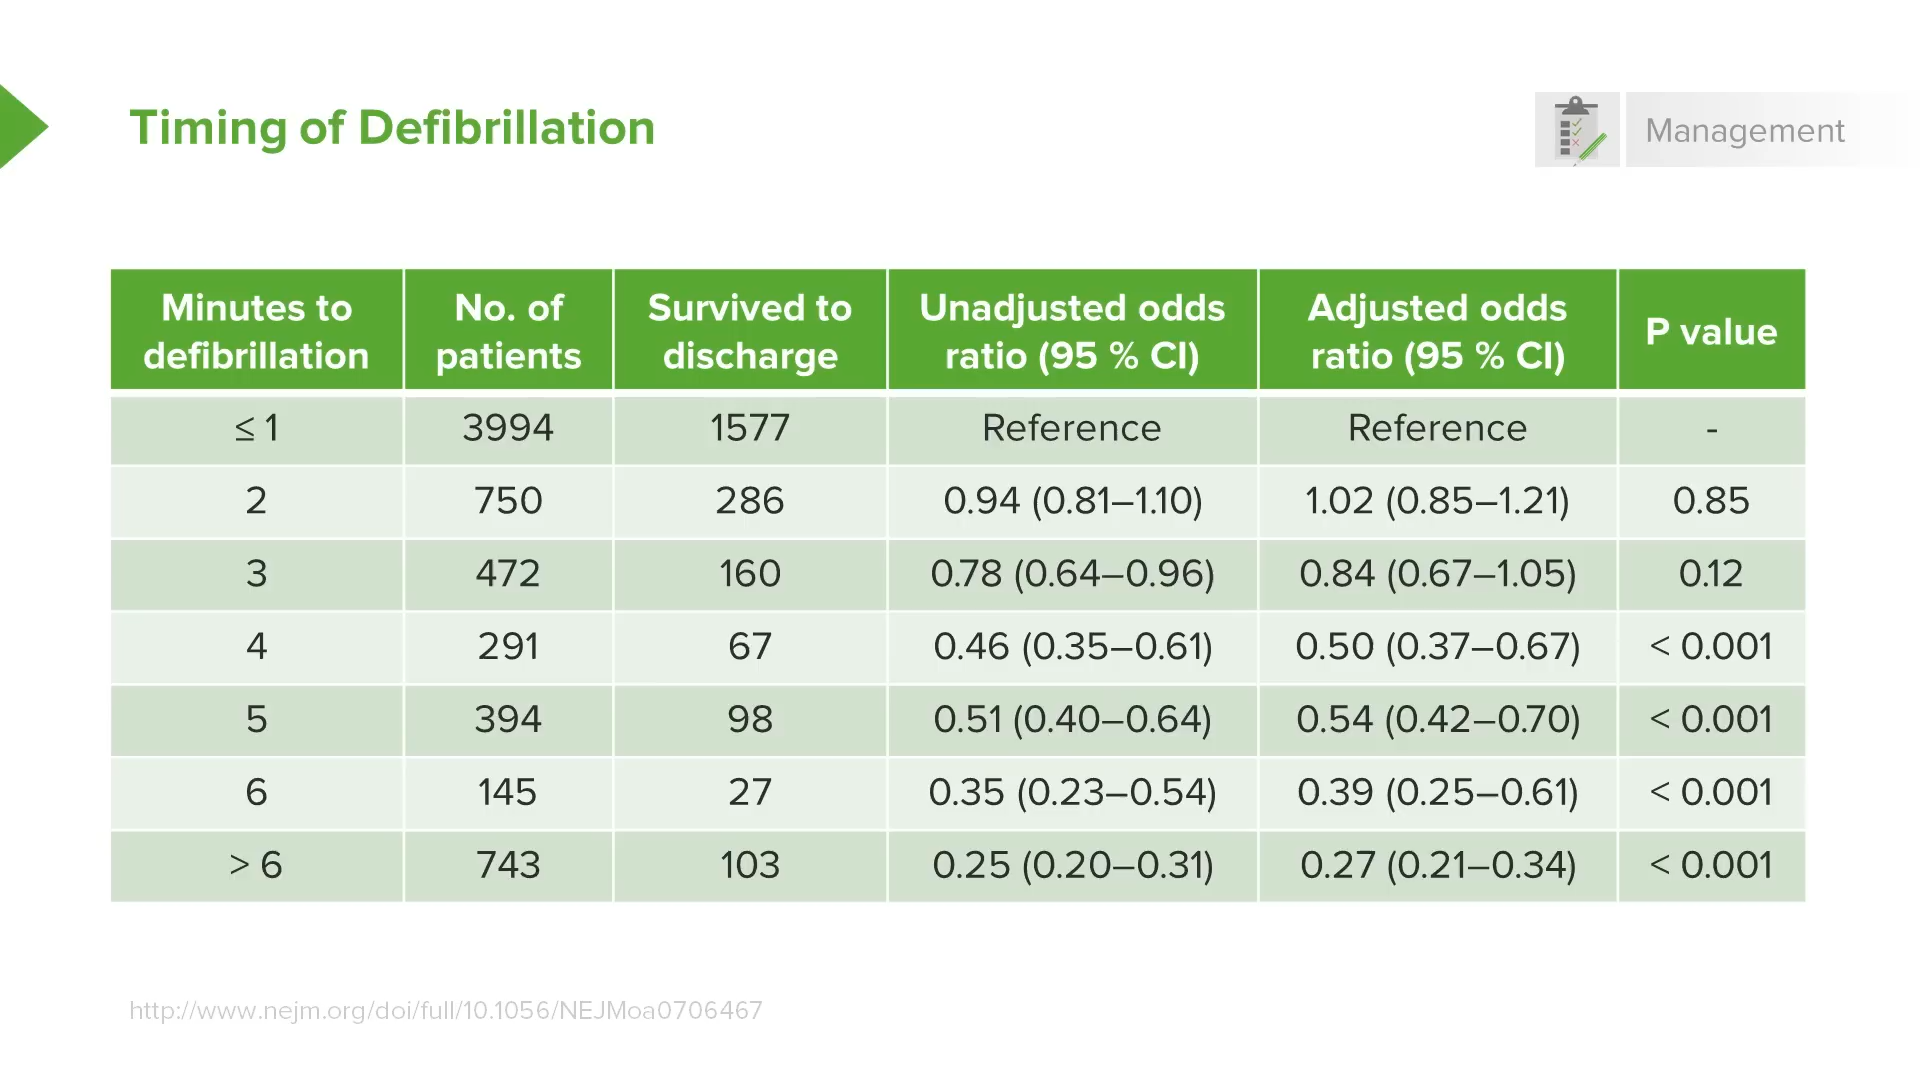 Timing of Defibrillation
Management
Minutes to defibrillation No. of patients Survived to discharge Unadjusted odds ratio (95 % CI) Adjusted odds ratio (95 % CI) P value
≤ 1 3994 1577 Reference Reference -
2 750 286 0.94 (0.81–1.10) 1.02 (0.85–1.21) 0.85
3 472 160 0.78 (0.64–0.96) 0.84 (0.67–1.05) 0.12
4 291 67 0.46 (0.35–0.61) 0.50 (0.37–0.67) < 0.001
5 394 98 0.51 (0.40–0.64) 0.54 (0.42–0.70) < 0.001
6 145 27 0.35 (0.23–0.54) 0.39 (0.25–0.61) < 0.001
> 6 743 103 0.25 (0.20–0.31) 0.27 (0.21–0.34) < 0.001
http://www.nejm.org/doi/full/10.1056/NEJMoa0706467